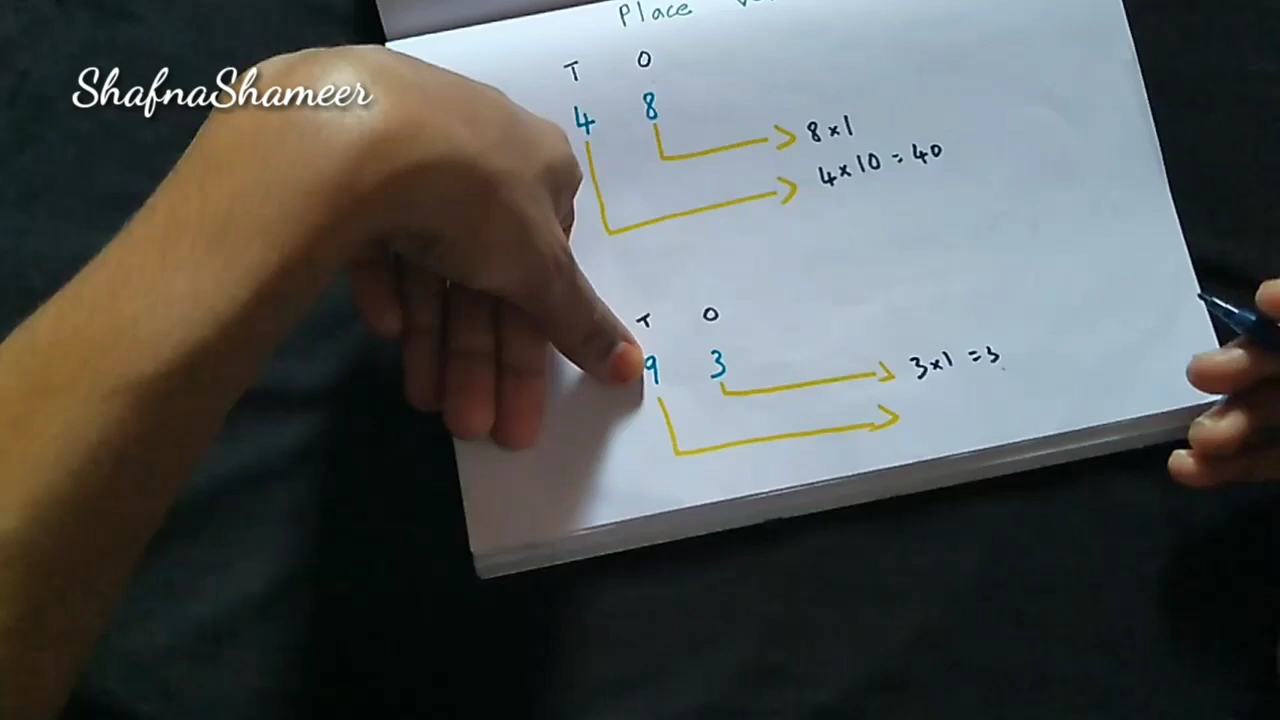 ShafnaShameer
Place
T O
4 8
8×1
4×10 = 40
T O
9 3
3×1 =3